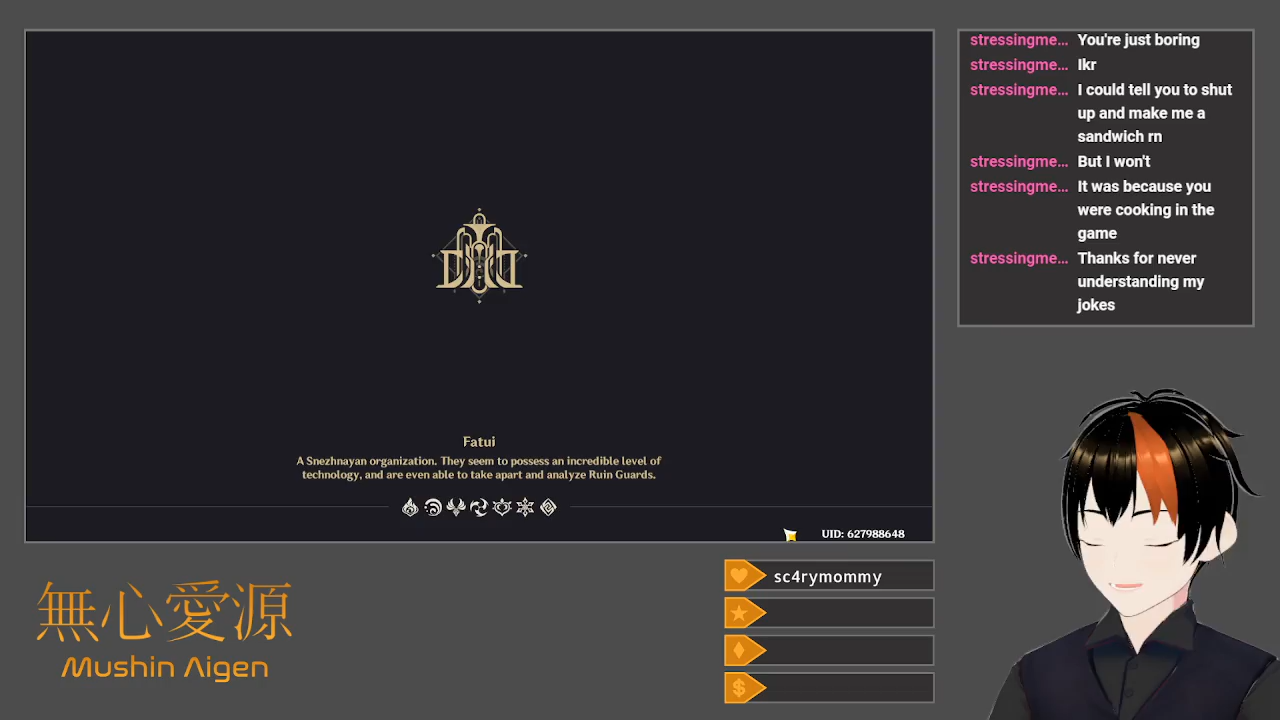 stressingme... You're just boring
stressingme... Ikr
stressingme... I could tell you to shut
up and make me a
sandwich rn
stressingme... But I won't
stressingme... It was because you
were cooking in the
game
stressingme... Thanks for never
understanding my
jokes
Fatui
A Snezhnayan organization. They seem to possess an incredible level of
technology, and are even able to take apart and analyze Ruin Guards.
UID: 627988648
sc4rymommy
無心愛源
Mushin Aigen